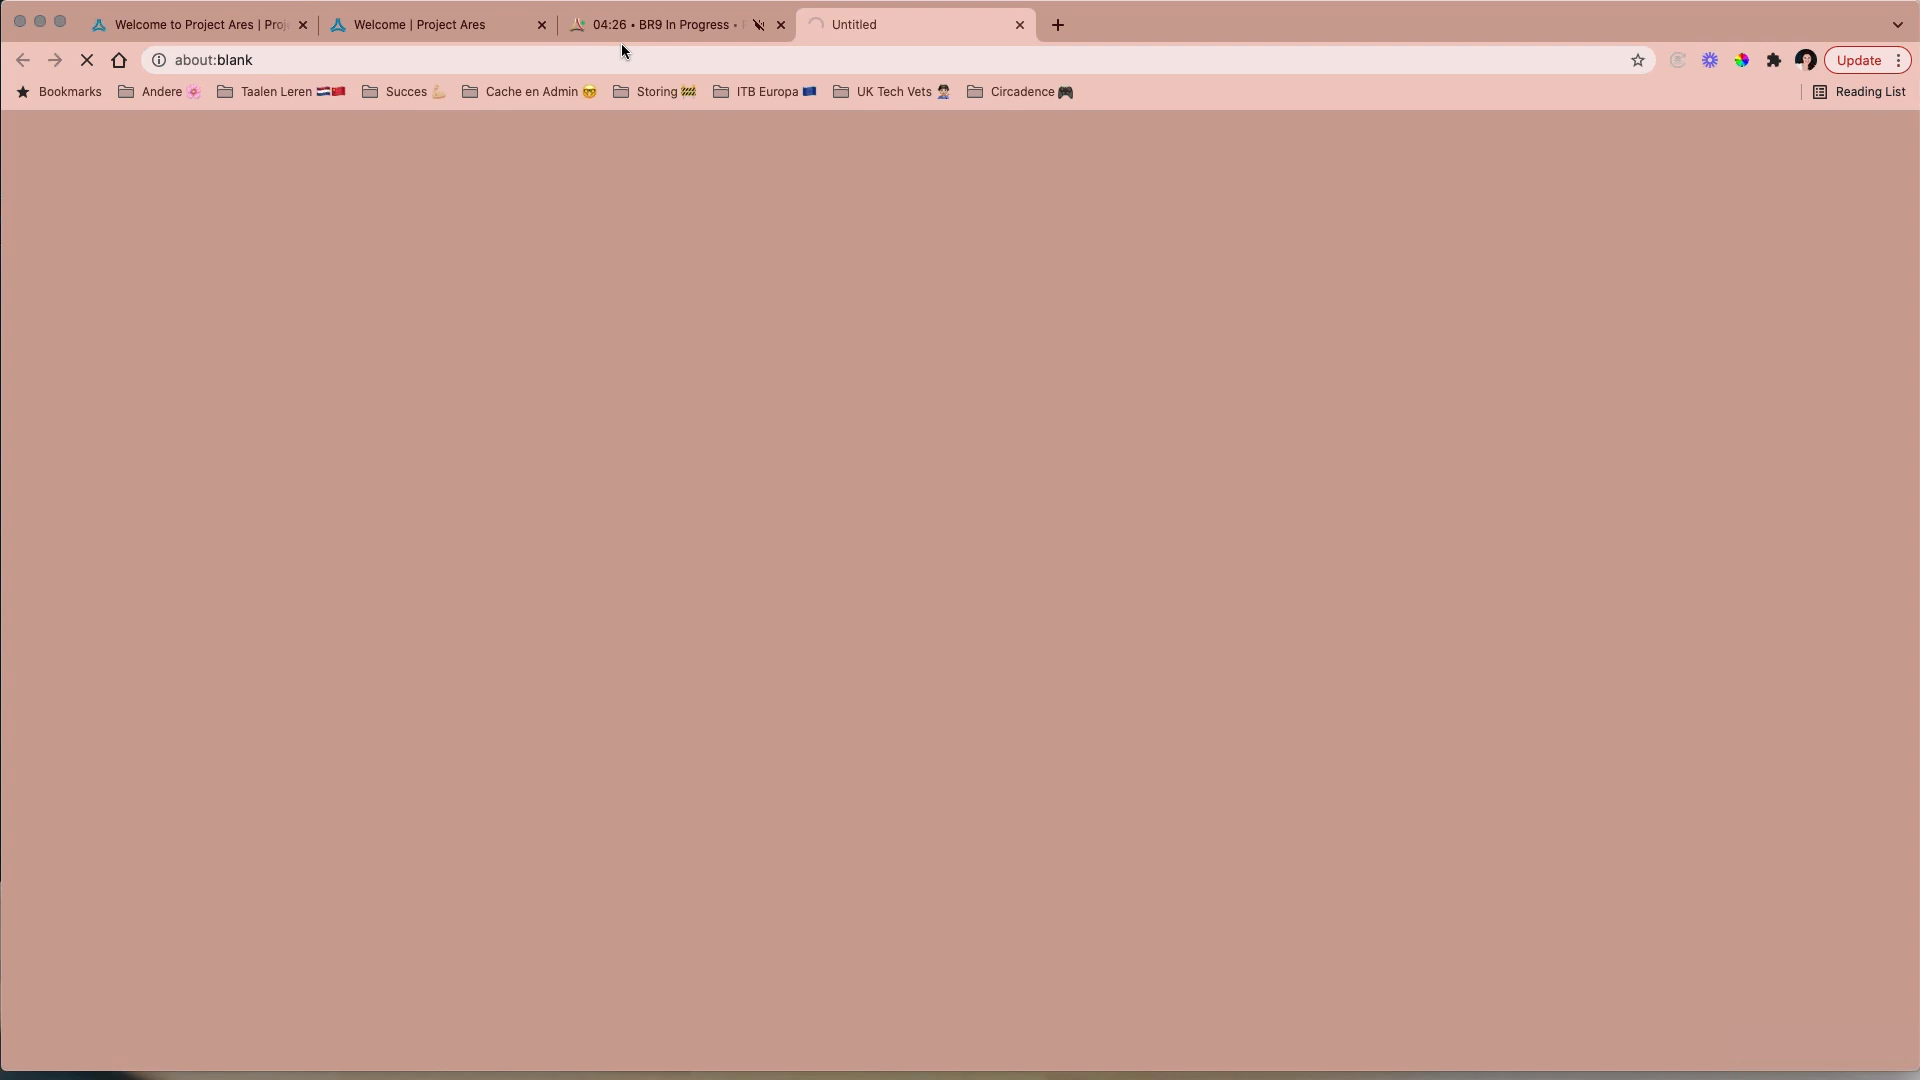 Welcome to Project Ares | Proj
Welcome | Project Ares
04:26 • BR9 In Progress •
Untitled
about:blank
Update
Bookmarks
Andere 🌸
Taalen Leren 🇳🇱🇨🇳
Succes 💪🏼
Cache en Admin 🤓
Storing 🚧
ITB Europa 🇪🇺
UK Tech Vets
Circadence 🎮
Reading List